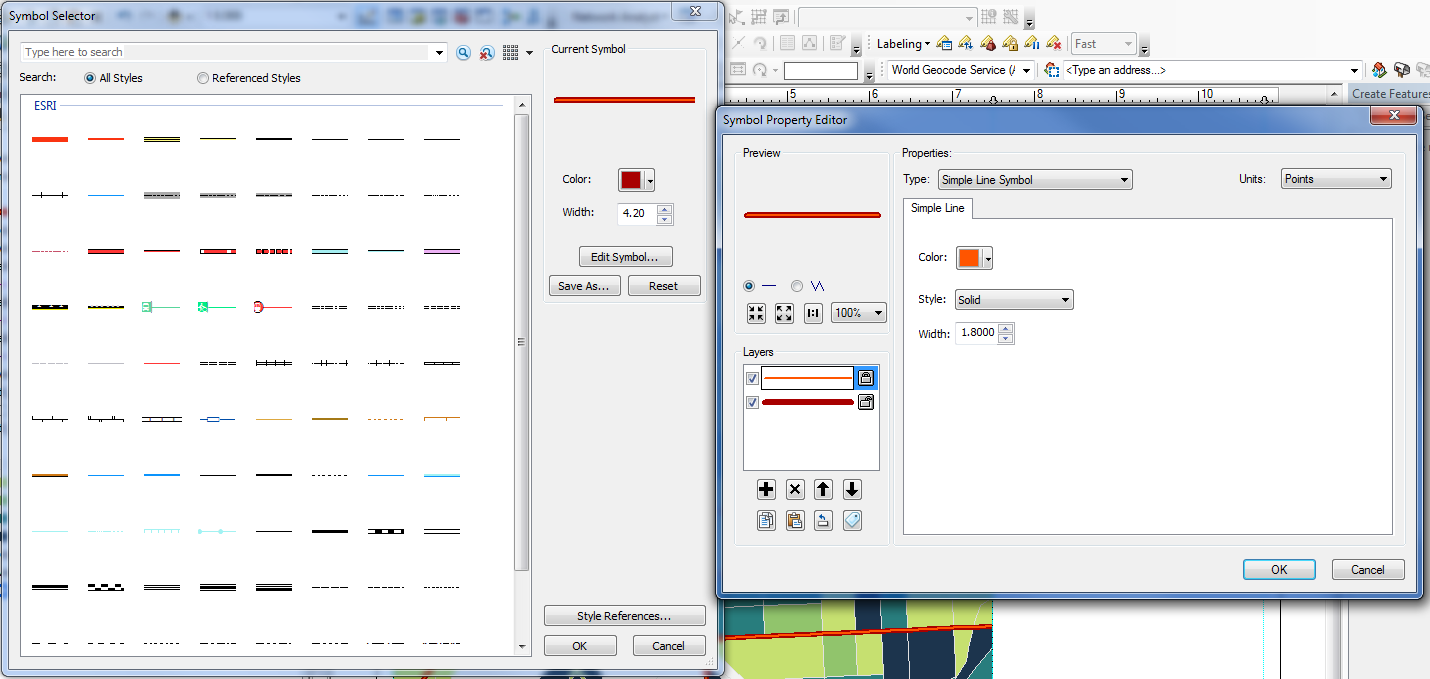 Symbol Selector
Type here to search
Search:
All Styles
Referenced Styles
ESRI
Current Symbol
Color:
Width:
4.20
Edit Symbol...
Save As...
Reset
Style References...
OK
Cancel
Labeling
Fast
World Geocode Service (A
<Type an address...>
5
6
7
8
9
10
Create Features
Symbol Property Editor
Preview
100%
Layers
Properties:
Type:
Simple Line Symbol
Units:
Points
Simple Line
Color:
Style:
Solid
Width:
1.8000
OK
Cancel